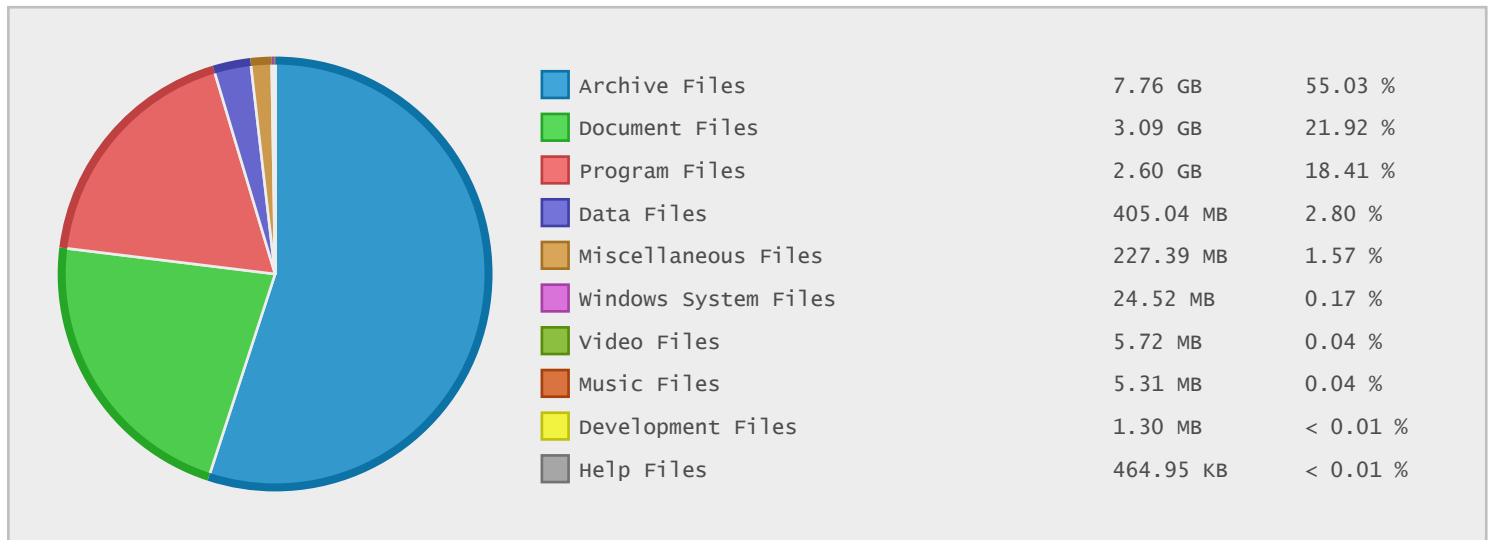 Archive Files 7.76 GB 55.03 %
Document Files 3.09 GB 21.92 %
Program Files 2.60 GB 18.41 %
Data Files 405.04 MB 2.80 %
Miscellaneous Files 227.39 MB 1.57 %
Windows System Files 24.52 MB 0.17 %
Video Files 5.72 MB 0.04 %
Music Files 5.31 MB 0.04 %
Development Files 1.30 MB < 0.01 %
Help Files 464.95 KB < 0.01 %